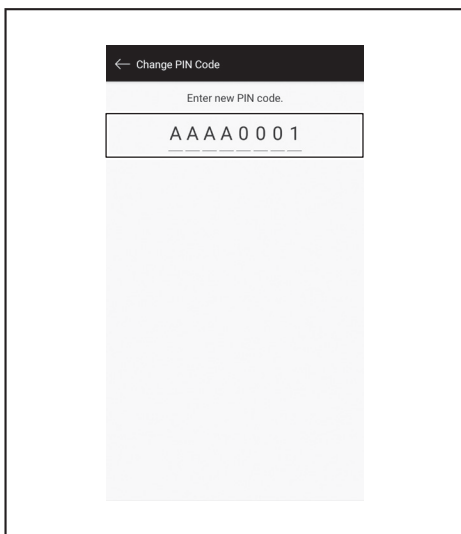 ← Change PIN Code
Enter new PIN code.
AAAA0001